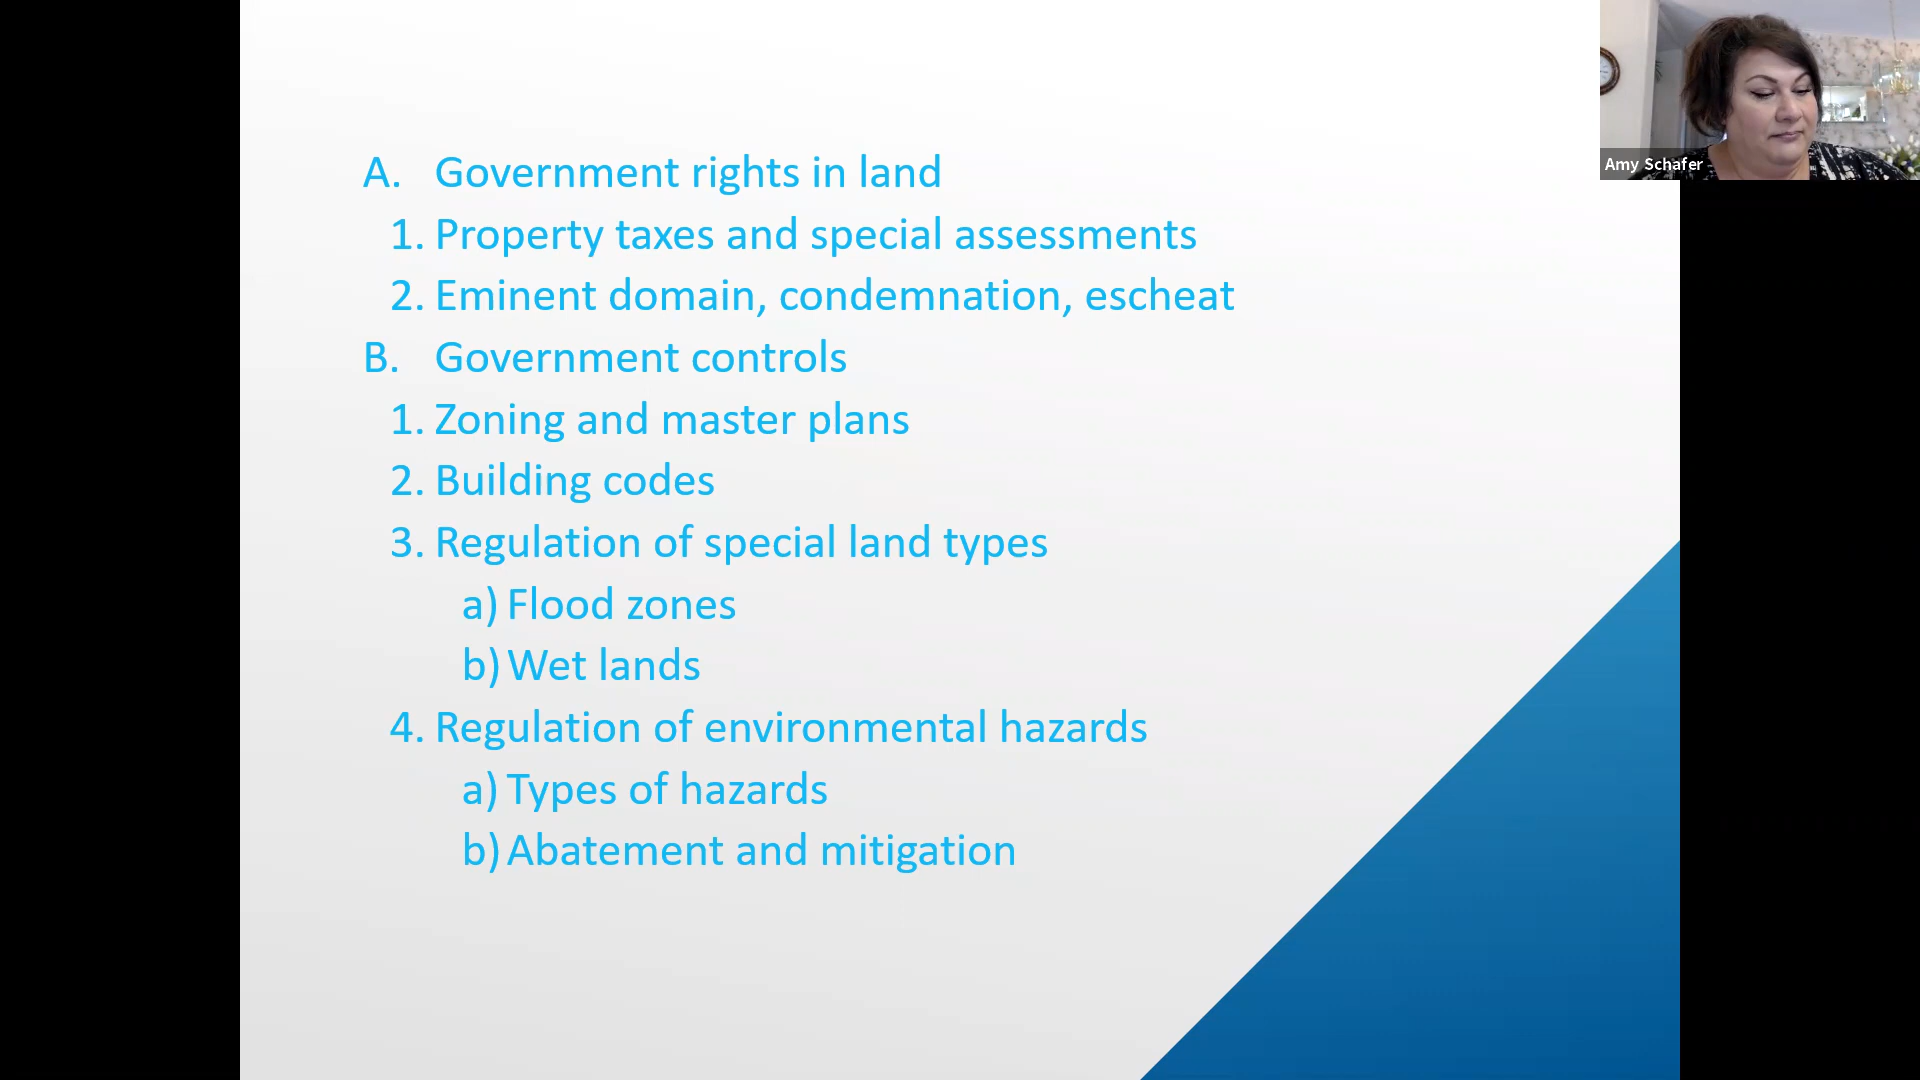 A. Government rights in land
1. Property taxes and special assessments
2. Eminent domain, condemnation, escheat
B. Government controls
1. Zoning and master plans
2. Building codes
3. Regulation of special land types
a) Flood zones
b) Wet lands
4. Regulation of environmental hazards
a) Types of hazards
b) Abatement and mitigation
Amy Schafer